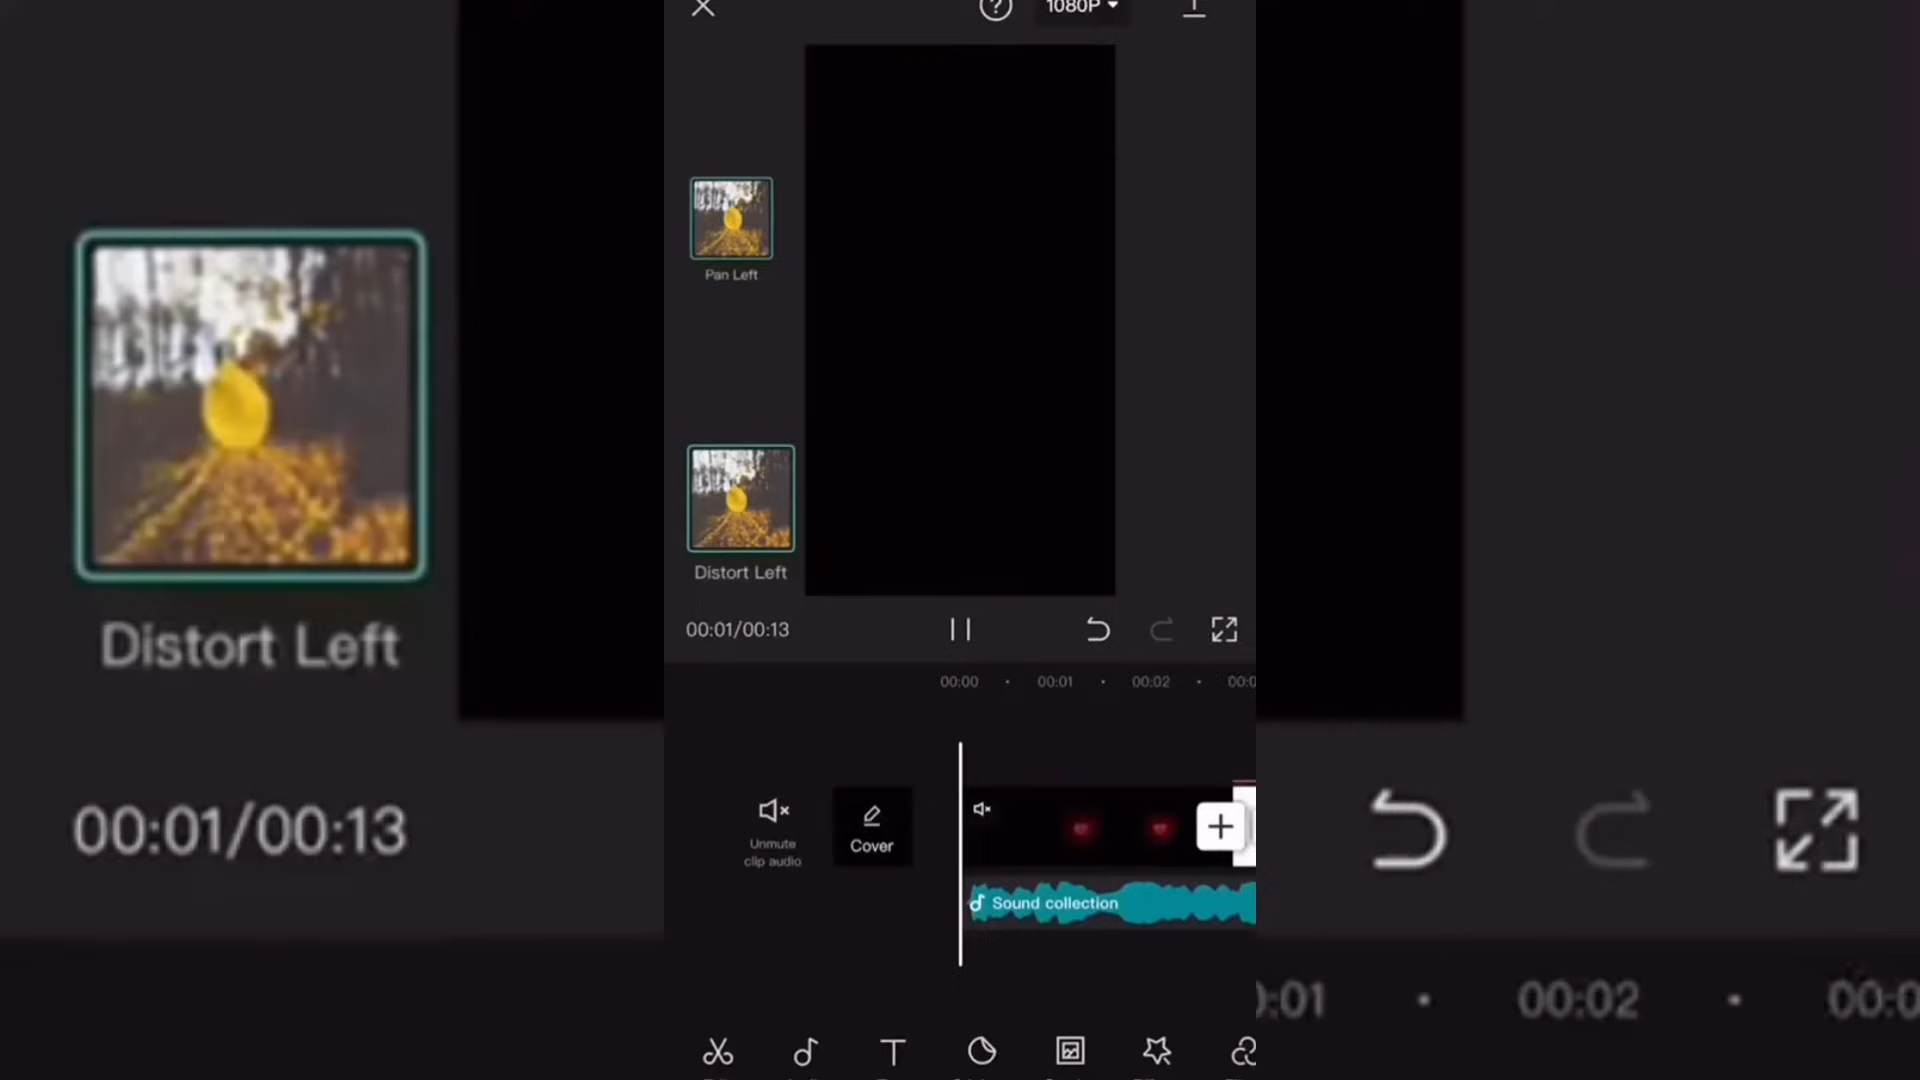 1080P
Pan Left
Distort Left
00:01/00:13
00:00 00:01 00:02
Unmute
clip audio
Cover
Sound collection
Distort Left
00:01/00:13
:01 00:02